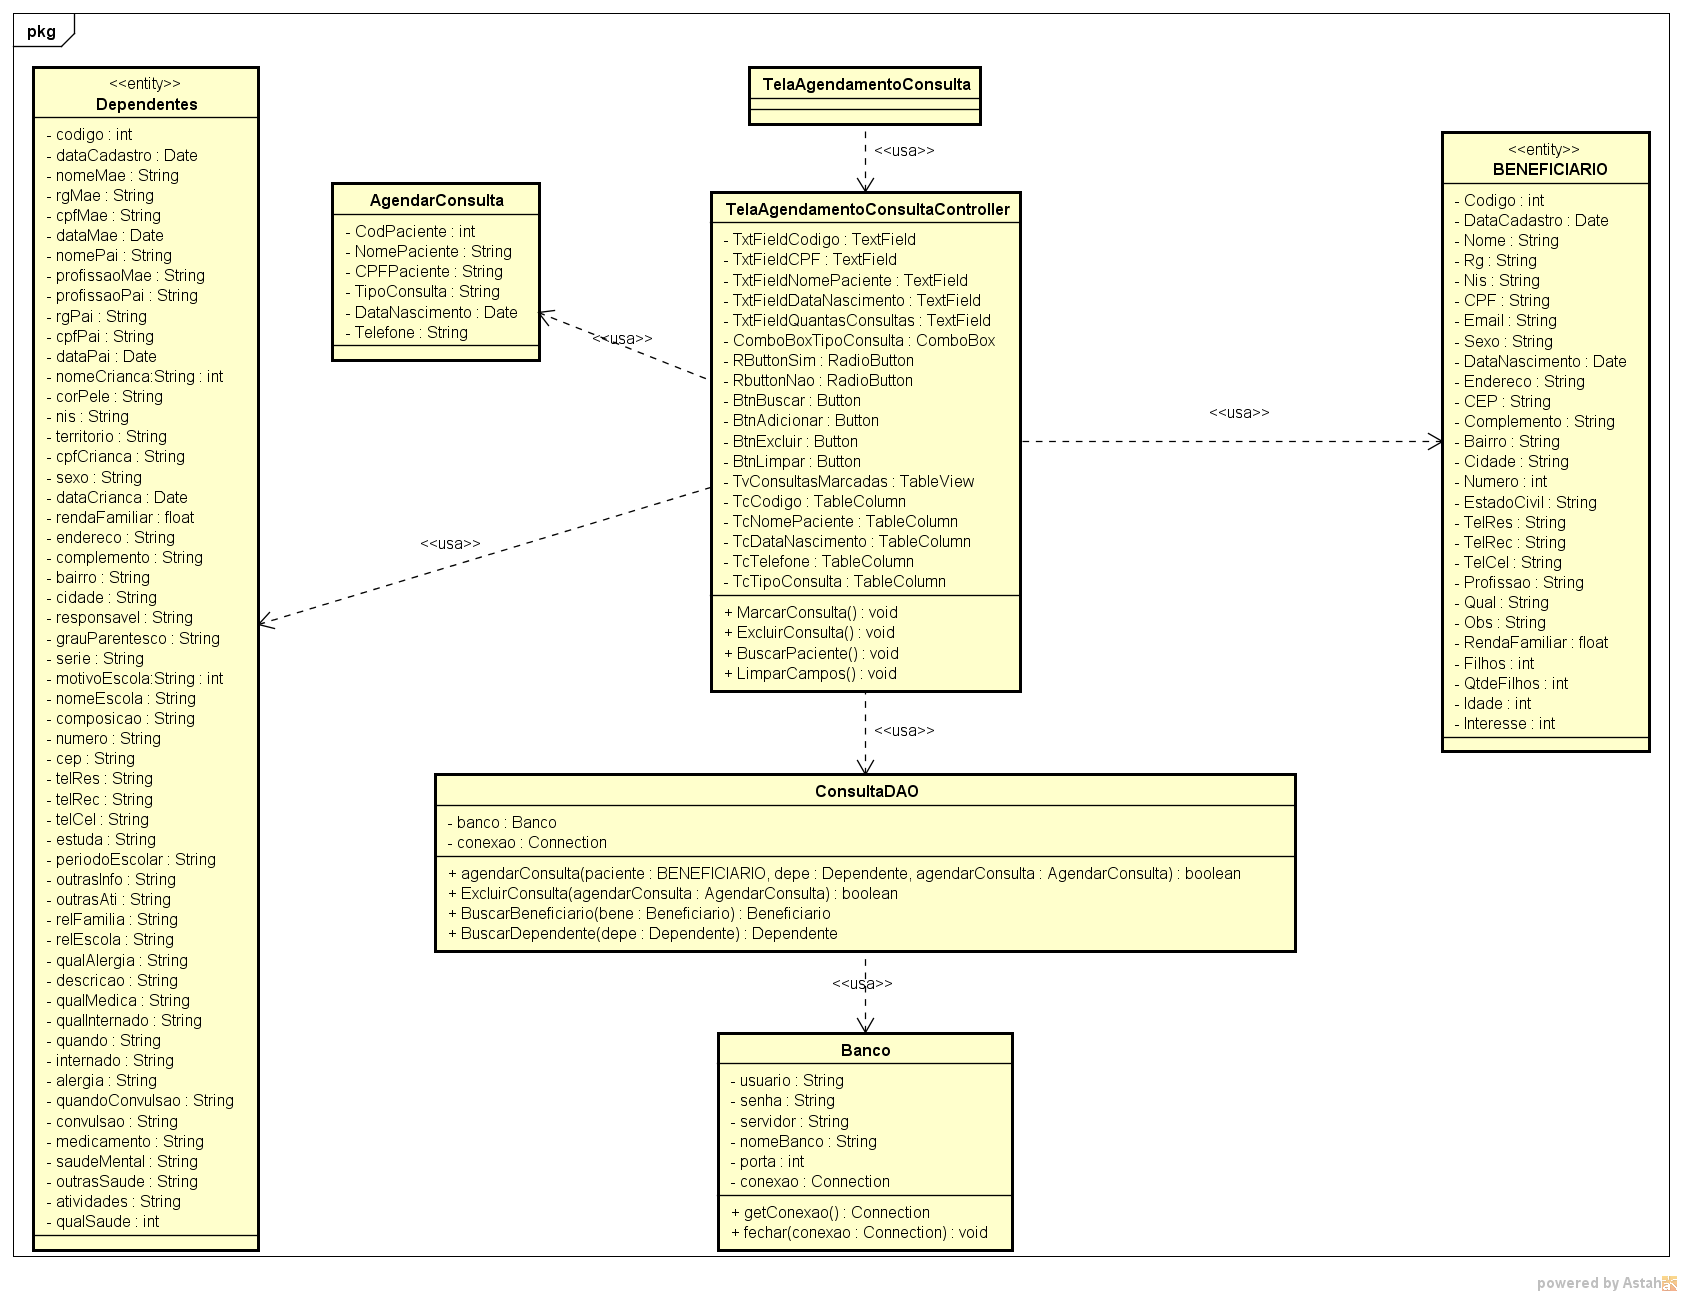 pkg
<<entity>>
Dependentes
- codigo : int
- dataCadastro : Date
- nomeMae : String
- rgMae : String
- cpfMae : String
- dataMae : Date
- nomePai : String
- profissaoMae : String
- profissaoPai : String
- rgPai : String
- cpfPai : String
- dataPai : Date
- nomeCrianca:String : int
- corPele : String
- nis : String
- territorio : String
- cpfCrianca : String
- sexo : String
- dataCrianca : Date
- rendaFamiliar : float
- endereco : String
- complemento : String
- bairro : String
- cidade : String
- responsavel : String
- grauParentesco : String
- serie : String
- motivoEscola:String : int
- nomeEscola : String
- composicao : String
- numero : String
- cep : String
- telRes : String
- telRec : String
- telCel : String
- estuda : String
- periodoEscolar : String
- outrasInfo : String
- outrasAti : String
- relFamilia : String
- relEscola : String
- qualAlergia : String
- descricao : String
- qualMedica : String
- qualInternado : String
- quando : String
- internado : String
- alergia : String
- quandoConvulsao : String
- convulsao : String
- medicamento : String
- saudeMental : String
- outrasSaude : String
- atividades : String
- qualSaude : int
AgendarConsulta
- CodPaciente : int
- NomePaciente : String
- CPFPaciente : String
- TipoConsulta : String
- DataNascimento : Date
- Telefone : String
<<usa>>
<<usa>>
TelaAgendamentoConsulta
<<usa>>
TelaAgendamentoConsultaController
- TxtFieldCodigo : TextField
- TxtFieldCPF : TextField
- TxtFieldNomePaciente : TextField
- TxtFieldDataNascimento : TextField
- TxtFieldQuantasConsultas : TextField
- ComboBoxTipoConsulta : ComboBox
- RButtonSim : RadioButton
- RbuttonNao : RadioButton
- BtnBuscar : Button
- BtnAdicionar : Button
- BtnExcluir : Button
- BtnLimpar : Button
- TvConsultasMarcadas : TableView
- TcCodigo : TableColumn
- TcNomePaciente : TableColumn
- TcDataNascimento : TableColumn
- TcTelefone : TableColumn
- TcTipoConsulta : TableColumn
+ MarcarConsulta() : void
+ ExcluirConsulta() : void
+ BuscarPaciente() : void
+ LimparCampos() : void
<<usa>>
<<usa>>
<<entity>>
BENEFICIARIO
- Codigo : int
- DataCadastro : Date
- Nome : String
- Rg : String
- Nis : String
- CPF : String
- Email : String
- Sexo : String
- DataNascimento : Date
- Endereco : String
- CEP : String
- Complemento : String
- Bairro : String
- Cidade : String
- Numero : int
- EstadoCivil : String
- TelRes : String
- TelRec : String
- TelCel : String
- Profissao : String
- Qual : String
- Obs : String
- RendaFamiliar : float
- Filhos : int
- QtdeFilhos : int
- Idade : int
- Interesse : int
ConsultaDAO
- banco : Banco
- conexao : Connection
+ agendarConsulta(paciente : BENEFICIARIO, depe : Dependente, agendarConsulta : AgendarConsulta) : boolean
+ ExcluirConsulta(agendarConsulta : AgendarConsulta) : boolean
+ BuscarBeneficiario(bene : Beneficiario) : Beneficiario
+ BuscarDependente(depe : Dependente) : Dependente
<<usa>>
Banco
- usuario : String
- senha : String
- servidor : String
- nomeBanco : String
- porta : int
- conexao : Connection
+ getConexao() : Connection
+ fechar(conexao : Connection) : void
powered by Astah